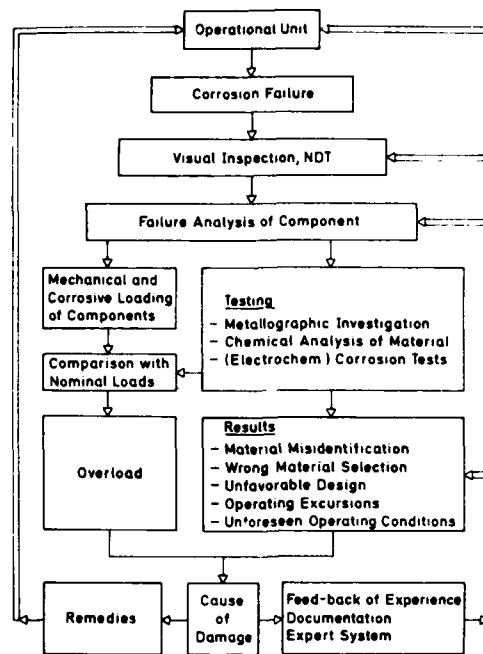 Operational Unit
Corrosion Failure
Visual Inspection, NDT
Failure Analysis of Component
Mechanical and
Corrosive Loading
of Components
Testing
- Metallographic Investigation
- Chemical Analysis of Material
- (Electrochem) Corrosion Tests
Comparison with
Nominal Loads
Overload
Results
- Material Misidentification
- Wrong Material Selection
- Unfavorable Design
- Operating Excursions
- Unforeseen Operating Conditions
Remedies
Cause
of
Damage
Feed-back of Experience
Documentation
Expert System